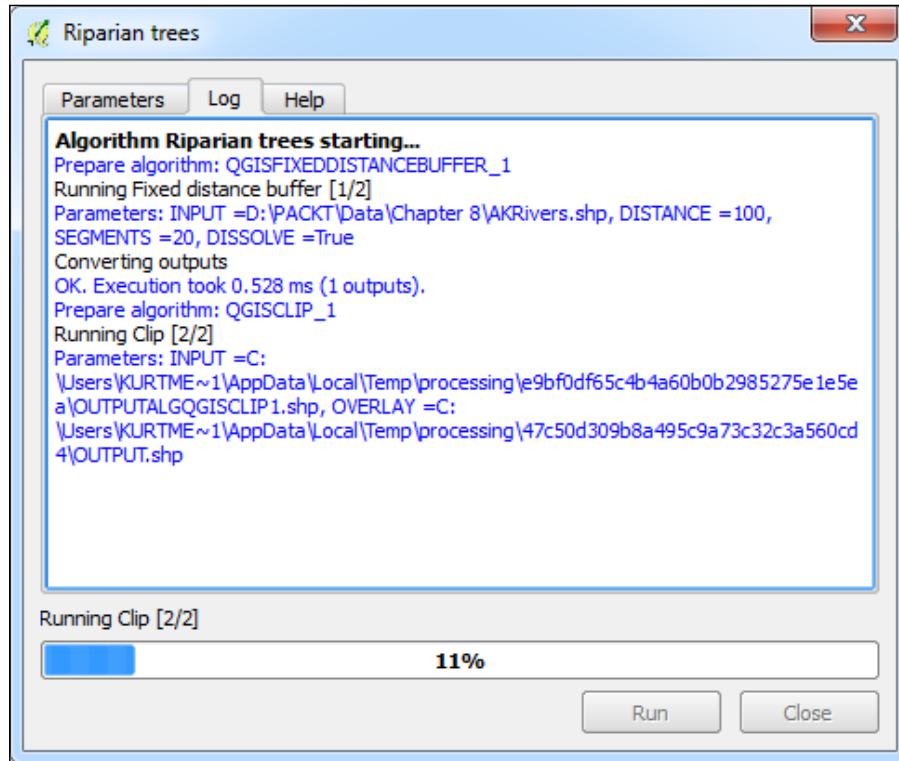 Riparian trees
Parameters
Log
Help
Algorithm Riparian trees starting...
Prepare algorithm: QGISFIXEDDISTANCEBUFFER_1
Running Fixed distance buffer [1/2]
Parameters: INPUT =D:\PACKT\Data\Chapter 8\AKRivers.shp, DISTANCE =100,
SEGMENTS =20, DISSOLVE =True
Converting outputs
OK. Execution took 0.528 ms (1 outputs).
Prepare algorithm: QGISCLIP_1
Running Clip [2/2]
Parameters: INPUT =C:
\Users\KURTME~1\AppData\Local\Temp\processing\e9bf0df65c4b4a60b0b2985275e1e5e
a\OUTPUTALGQGISCLIP1.shp, OVERLAY =C:
\Users\KURTME~1\AppData\Local\Temp\processing\47c50d309b8a495c9a73c32c3a560cd
4\OUTPUT.shp
Running Clip [2/2]
11%
Run
Close